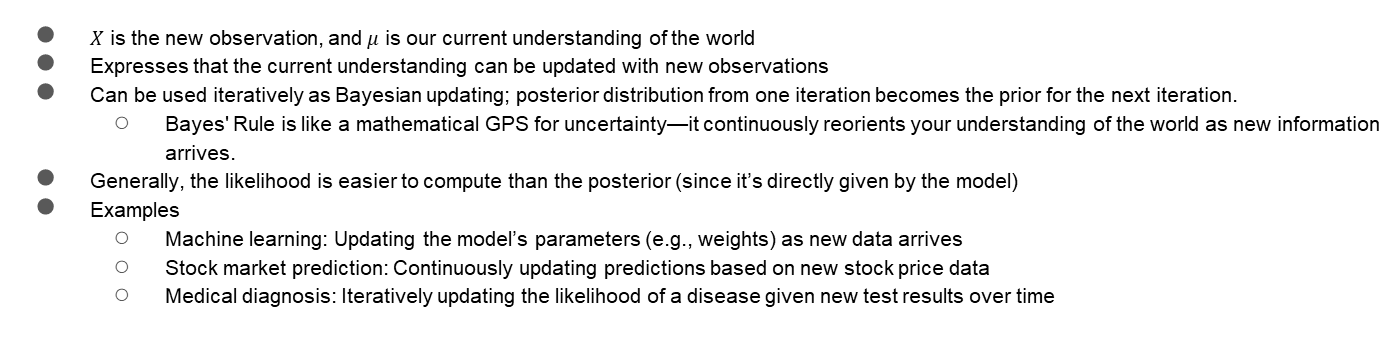 ● X is the new observation, and μ is our current understanding of the world
● Expresses that the current understanding can be updated with new observations
● Can be used iteratively as Bayesian updating; posterior distribution from one iteration becomes the prior for the next iteration.
○ Bayes' Rule is like a mathematical GPS for uncertainty—it continuously reorients your understanding of the world as new information
arrives.
● Generally, the likelihood is easier to compute than the posterior (since it’s directly given by the model)
● Examples
○ Machine learning: Updating the model’s parameters (e.g., weights) as new data arrives
○ Stock market prediction: Continuously updating predictions based on new stock price data
○ Medical diagnosis: Iteratively updating the likelihood of a disease given new test results over time